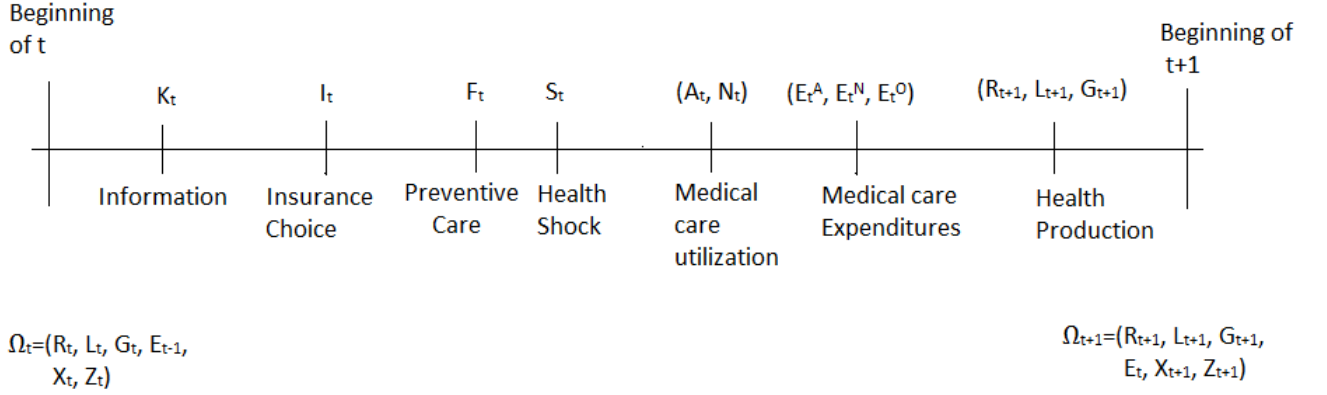 Beginning
of t
Beginning of
t+1
Kₜ
Iₜ
Fₜ
Sₜ
(Aₜ, Nₜ)
(Eₜᴬ, Eₜᴺ, Eₜᴼ)
(Rₜ₊₁, Lₜ₊₁, Gₜ₊₁)
Information
Insurance
Choice
Preventive
Care
Health
Shock
Medical
care
utilization
Medical care
Expenditures
Health
Production
Ωₜ=(Rₜ, Lₜ, Gₜ, Eₜ₋₁,
Xₜ, Zₜ)
Ωₜ₊₁=(Rₜ₊₁, Lₜ₊₁, Gₜ₊₁,
Eₜ, Xₜ₊₁, Zₜ₊₁)